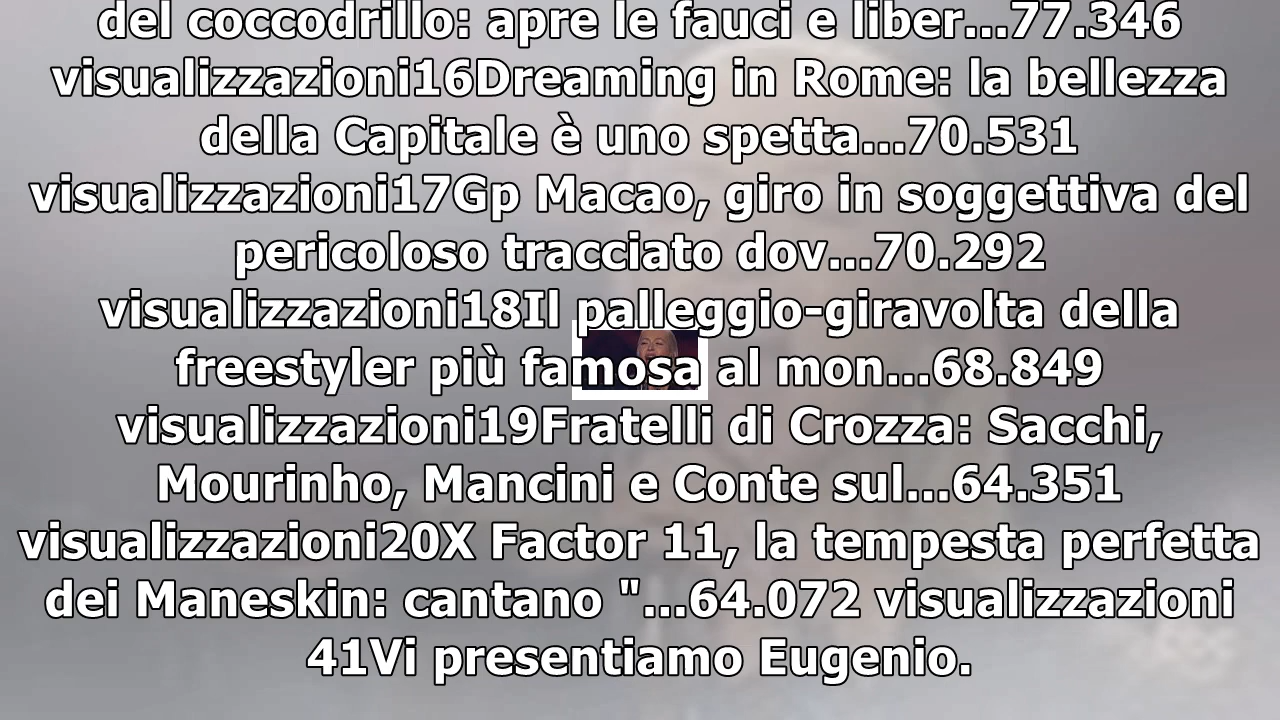 del coccodrillo: apre le fauci e liber...77.346
visualizzazioni16Dreaming in Rome: la bellezza
della Capitale è uno spetta...70.531
visualizzazioni17Gp Macao, giro in soggettiva del
pericoloso tracciato dov...70.292
visualizzazioni18Il palleggio-giravolta della
freestyler più famosa al mon...68.849
visualizzazioni19Fratelli di Crozza: Sacchi,
Mourinho, Mancini e Conte sul...64.351
visualizzazioni20X Factor 11, la tempesta perfetta
dei Maneskin: cantano "...64.072 visualizzazioni
41Vi presentiamo Eugenio.